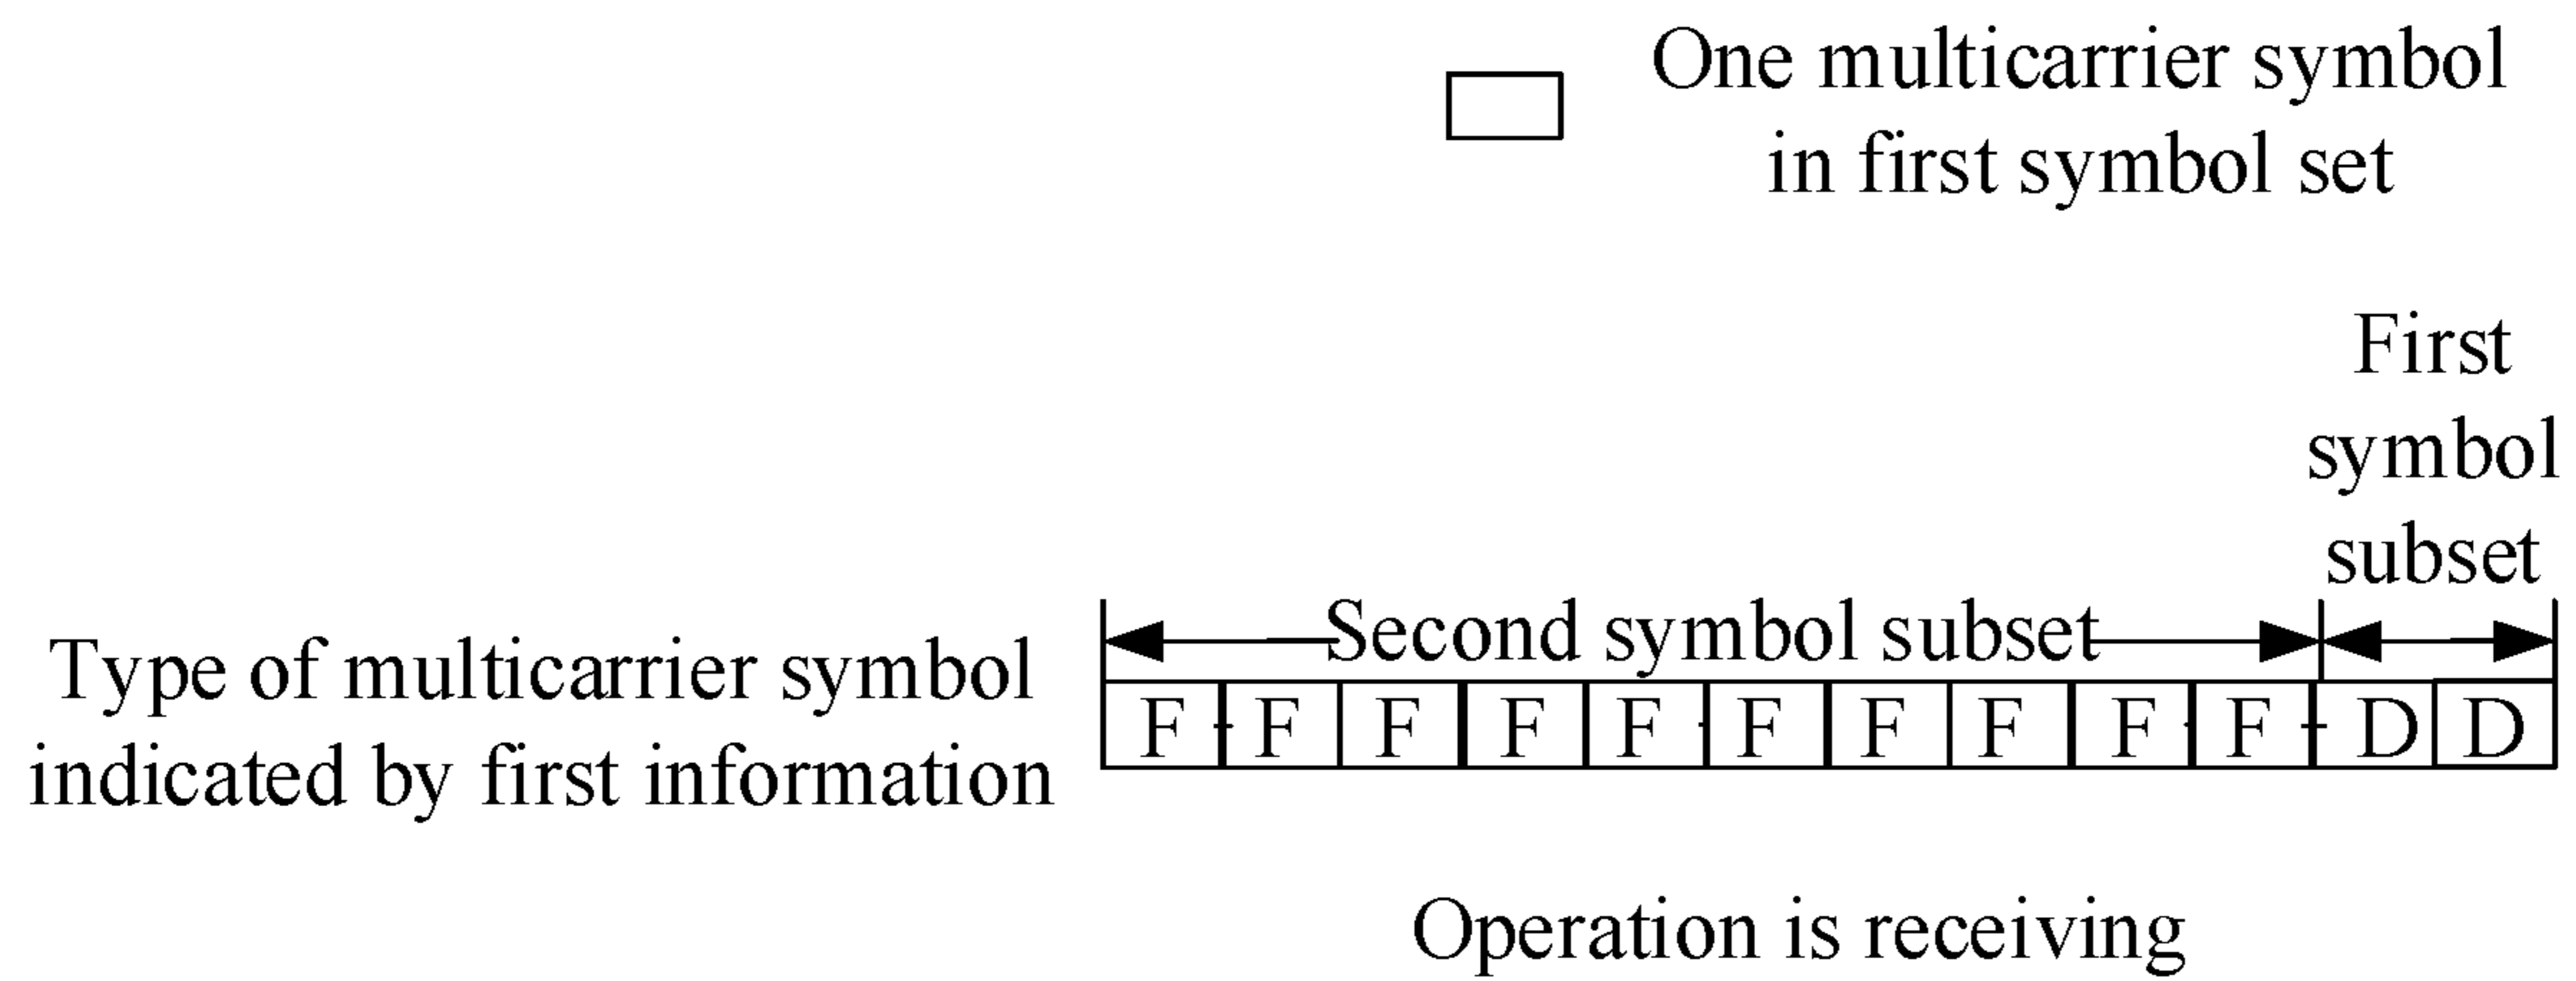 One multicarrier symbol
in first symbol set
First
symbol
subset
Second symbol subset
Type of multicarrier symbol
indicated by first information
F F F F F F F F F F D D
Operation is receiving